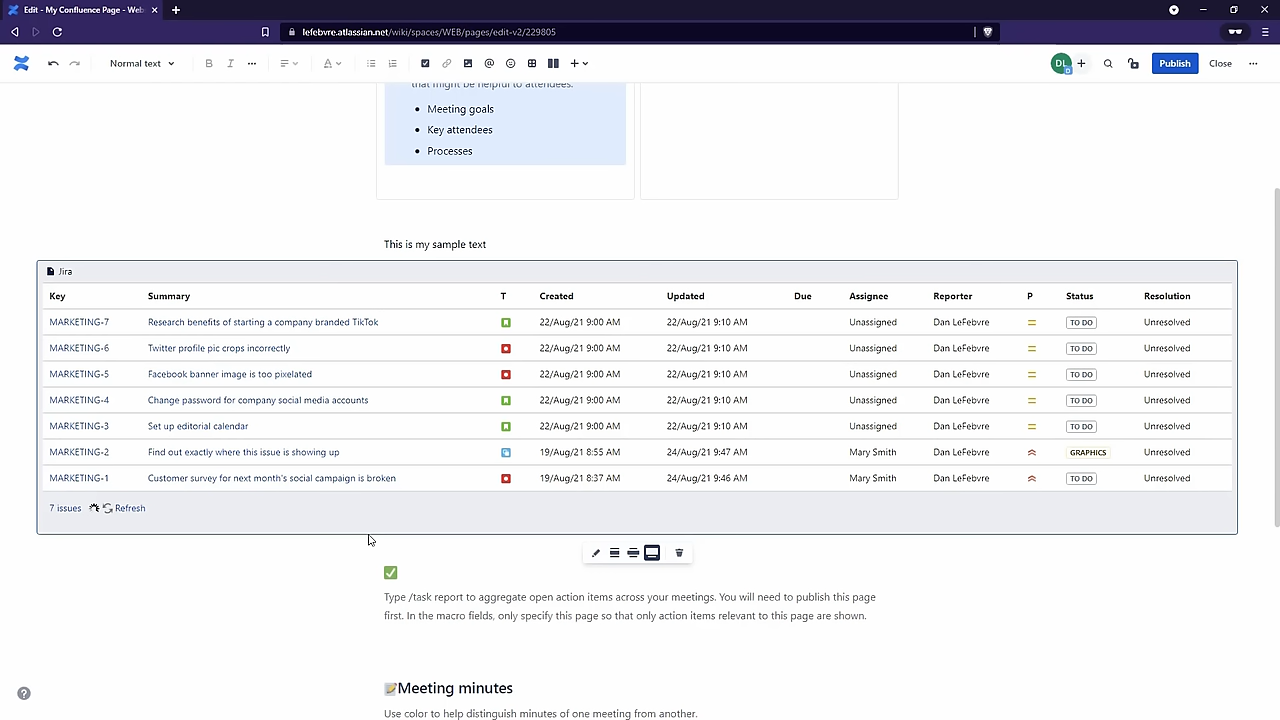 Edit - My Confluence Page - Web
lefebvre.atlassian.net/wiki/spaces/WEB/pages/edit-v2/229805
Normal text
DL
Publish
Close
that might be helpful to attendees.
Meeting goals
Key attendees
Processes
This is my sample text
Jira
Key Summary T Created Updated Due Assignee Reporter P Status Resolution
MARKETING-7 Research benefits of starting a company branded TikTok 22/Aug/21 9:00 AM 22/Aug/21 9:10 AM Unassigned Dan LeFebvre TO DO Unresolved
MARKETING-6 Twitter profile pic crops incorrectly 22/Aug/21 9:00 AM 22/Aug/21 9:10 AM Unassigned Dan LeFebvre TO DO Unresolved
MARKETING-5 Facebook banner image is too pixelated 22/Aug/21 9:00 AM 22/Aug/21 9:10 AM Unassigned Dan LeFebvre TO DO Unresolved
MARKETING-4 Change password for company social media accounts 22/Aug/21 9:00 AM 22/Aug/21 9:10 AM Unassigned Dan LeFebvre TO DO Unresolved
MARKETING-3 Set up editorial calendar 22/Aug/21 9:00 AM 22/Aug/21 9:10 AM Unassigned Dan LeFebvre TO DO Unresolved
MARKETING-2 Find out exactly where this issue is showing up 19/Aug/21 8:55 AM 24/Aug/21 9:47 AM Mary Smith Dan LeFebvre GRAPHICS Unresolved
MARKETING-1 Customer survey for next month's social campaign is broken 19/Aug/21 8:37 AM 24/Aug/21 9:46 AM Mary Smith Dan LeFebvre TO DO Unresolved
7 issues Refresh
Type /task report to aggregate open action items across your meetings. You will need to publish this page
first. In the macro fields, only specify this page so that only action items relevant to this page are shown.
Meeting minutes
Use color to help distinguish minutes of one meeting from another.